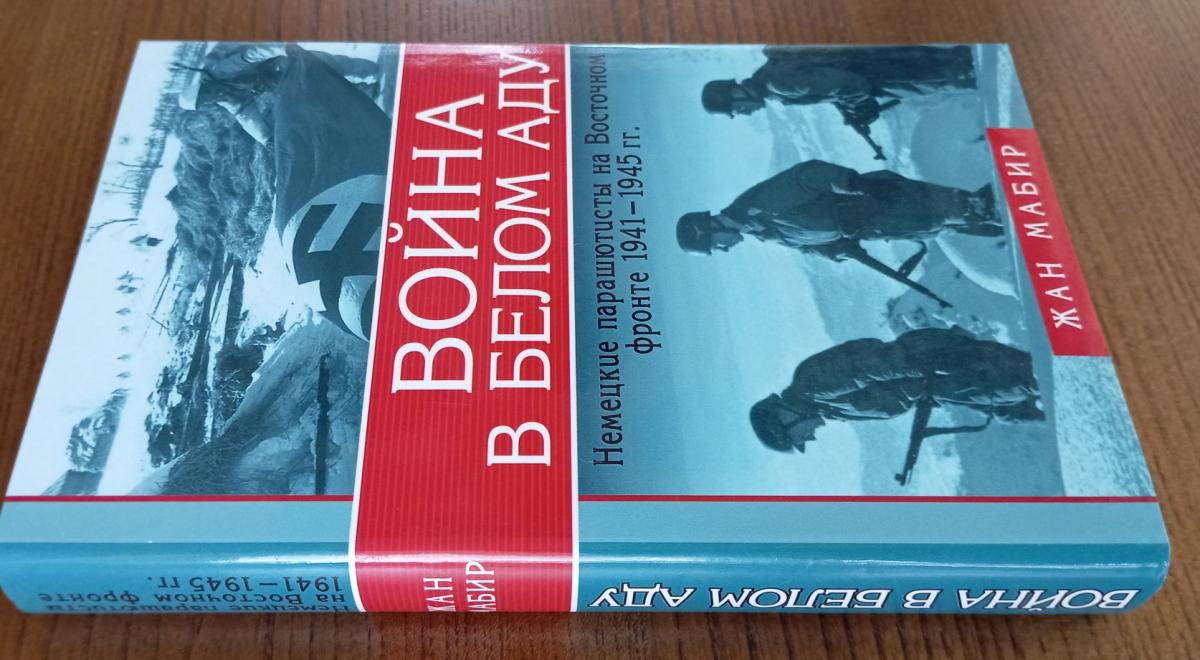 ЖАН МАБИР
Немецкие парашютисты на Восточном
фронте 1941–1945 гг.
ВОЙНА
В БЕЛОМ АДУ
ВОЙНА В БЕЛОМ АДУ
ЖАН
МАБИР
Немецкие парашютисты
на Восточном фронте
1941–1945 гг.